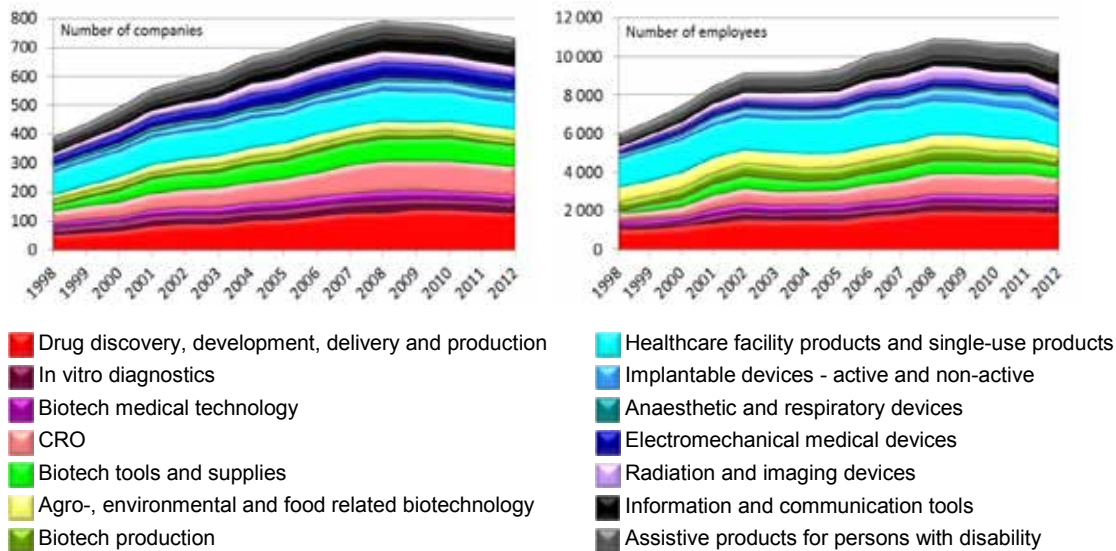 Number of companies
800
700
600
500
400
300
200
100
0
1998 1999 2000 2001 2002 2003 2004 2005 2006 2007 2008 2009 2010 2011 2012
Number of employees
12 000
10 000
8 000
6 000
4 000
2 000
0
1998 1999 2000 2001 2002 2003 2004 2005 2006 2007 2008 2009 2010 2011 2012
Drug discovery, development, delivery and production
In vitro diagnostics
Biotech medical technology
CRO
Biotech tools and supplies
Agro-, environmental and food related biotechnology
Biotech production
Healthcare facility products and single-use products
Implantable devices - active and non-active
Anaesthetic and respiratory devices
Electromechanical medical devices
Radiation and imaging devices
Information and communication tools
Assistive products for persons with disability